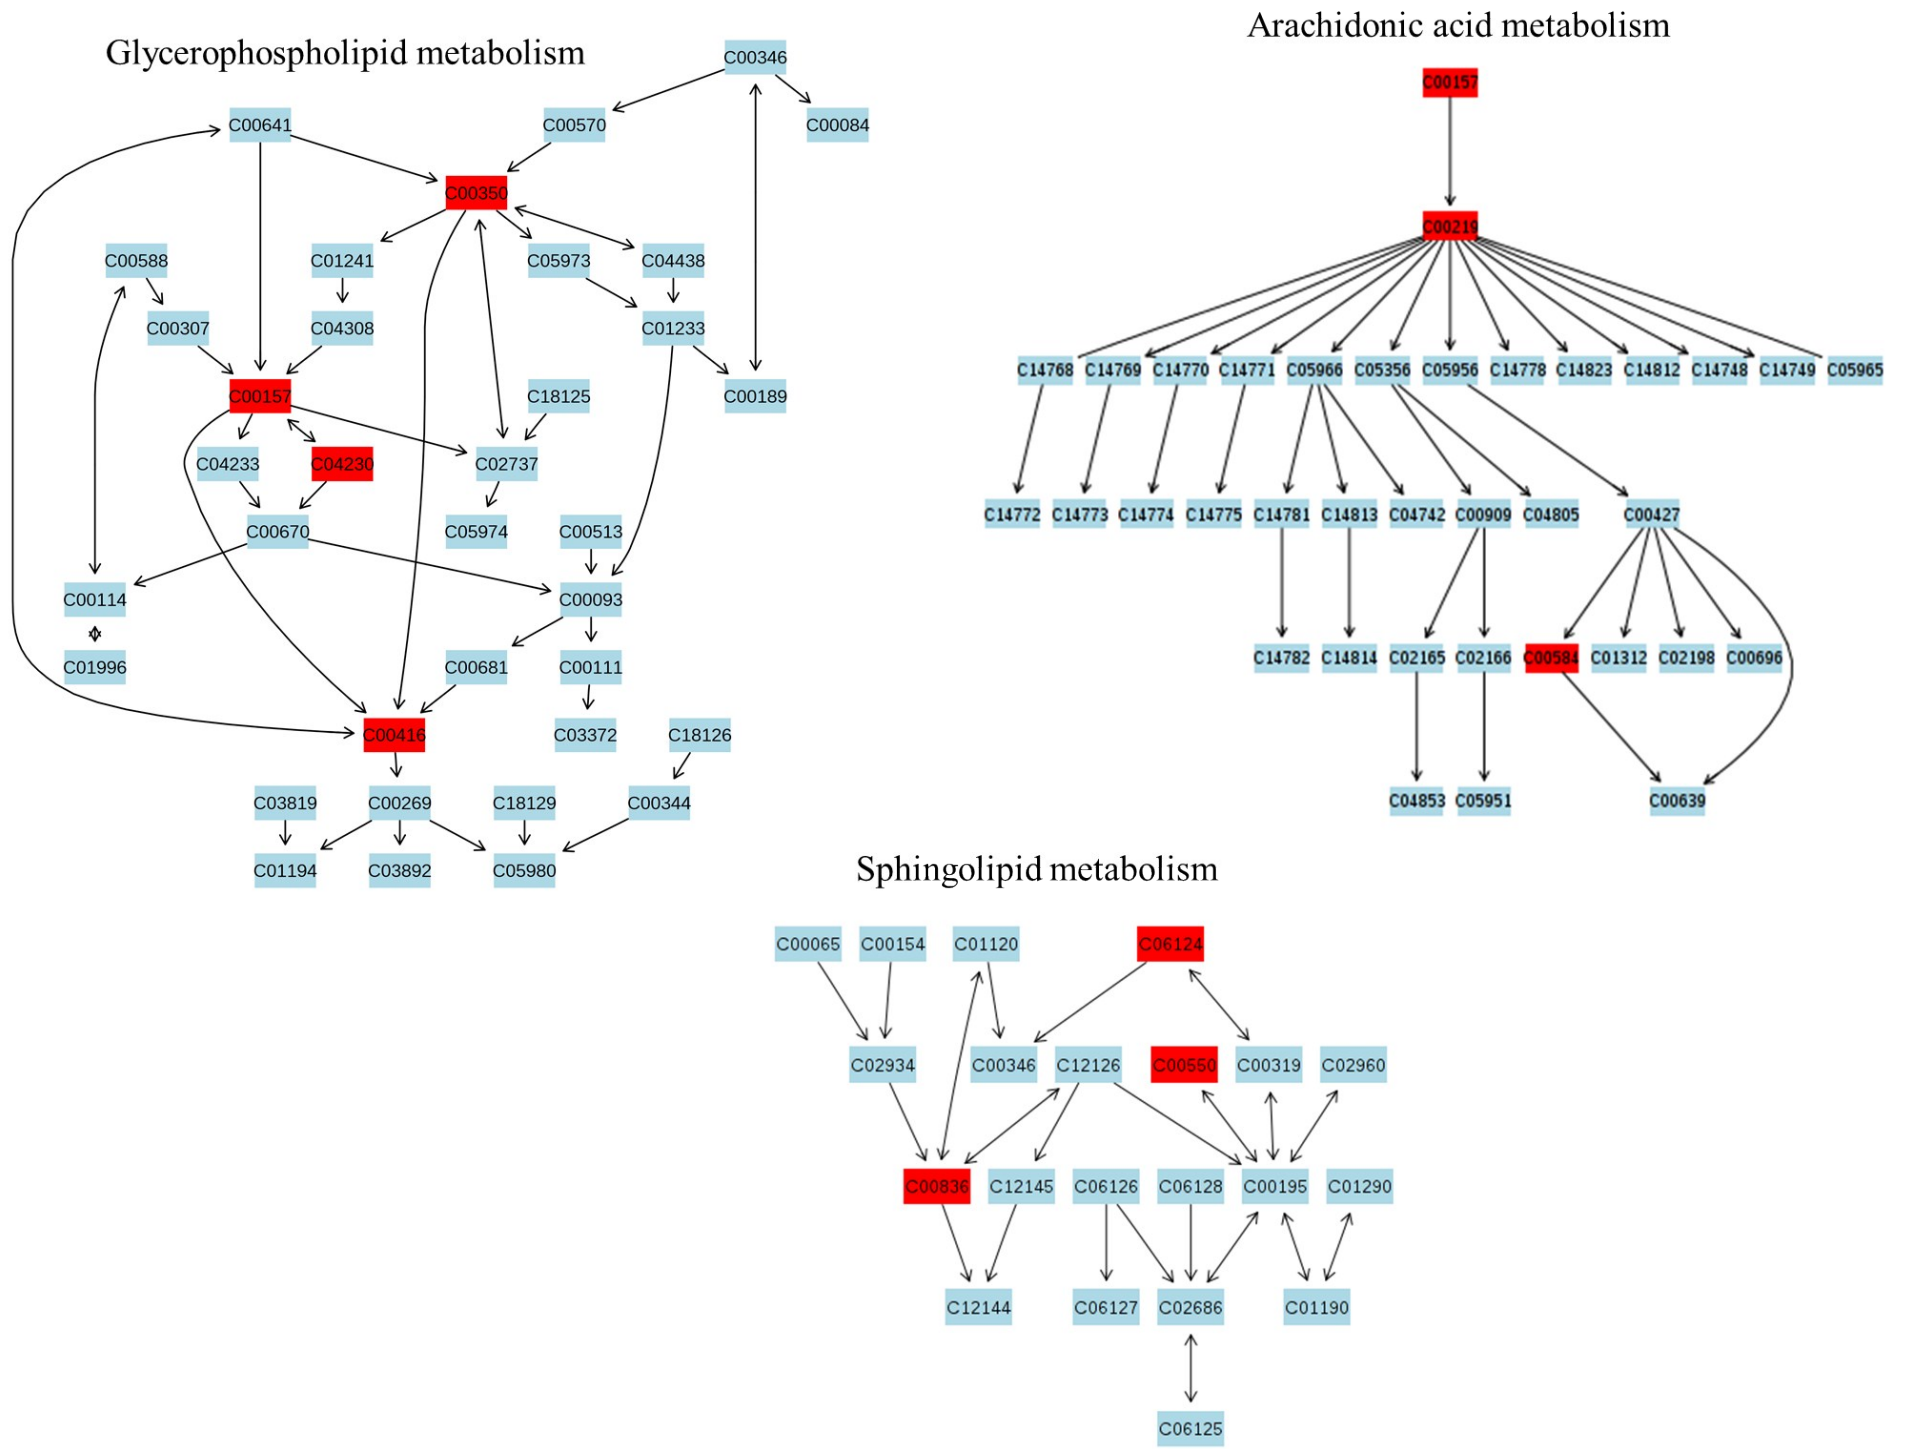 Glycerophospholipid metabolism
C00346
C00641
C00570
C00084
C00350
C00588
C01241
C05973
C04438
C00307
C04308
C01233
C00157
C18125
C00189
C04233
C04230
C02737
C00670
C05974
C00513
C00114
C00093
C01996
C00681
C00111
C00416
C03372
C18126
C03819
C00269
C18129
C00344
C01194
C03892
C05980
Arachidonic acid metabolism
C00157
C00219
C14768 C14769 C14770 C14771 C05966 C05356 C05956 C14778 C14823 C14812 C14748 C14749 C05965
C14772 C14773 C14774 C14775 C14781 C14813 C04742 C00909 C04805 C00427
C14782 C14814 C02165 C02166 C00584 C01312 C02198 C00696
C04853 C05951 C00639
Sphingolipid metabolism
C00065 C00154 C01120 C06124
C02934 C00346 C12126 C00550 C00319 C02960
C00836 C12145 C06126 C06128 C00195 C01290
C12144 C06127 C02686 C01190
C06125